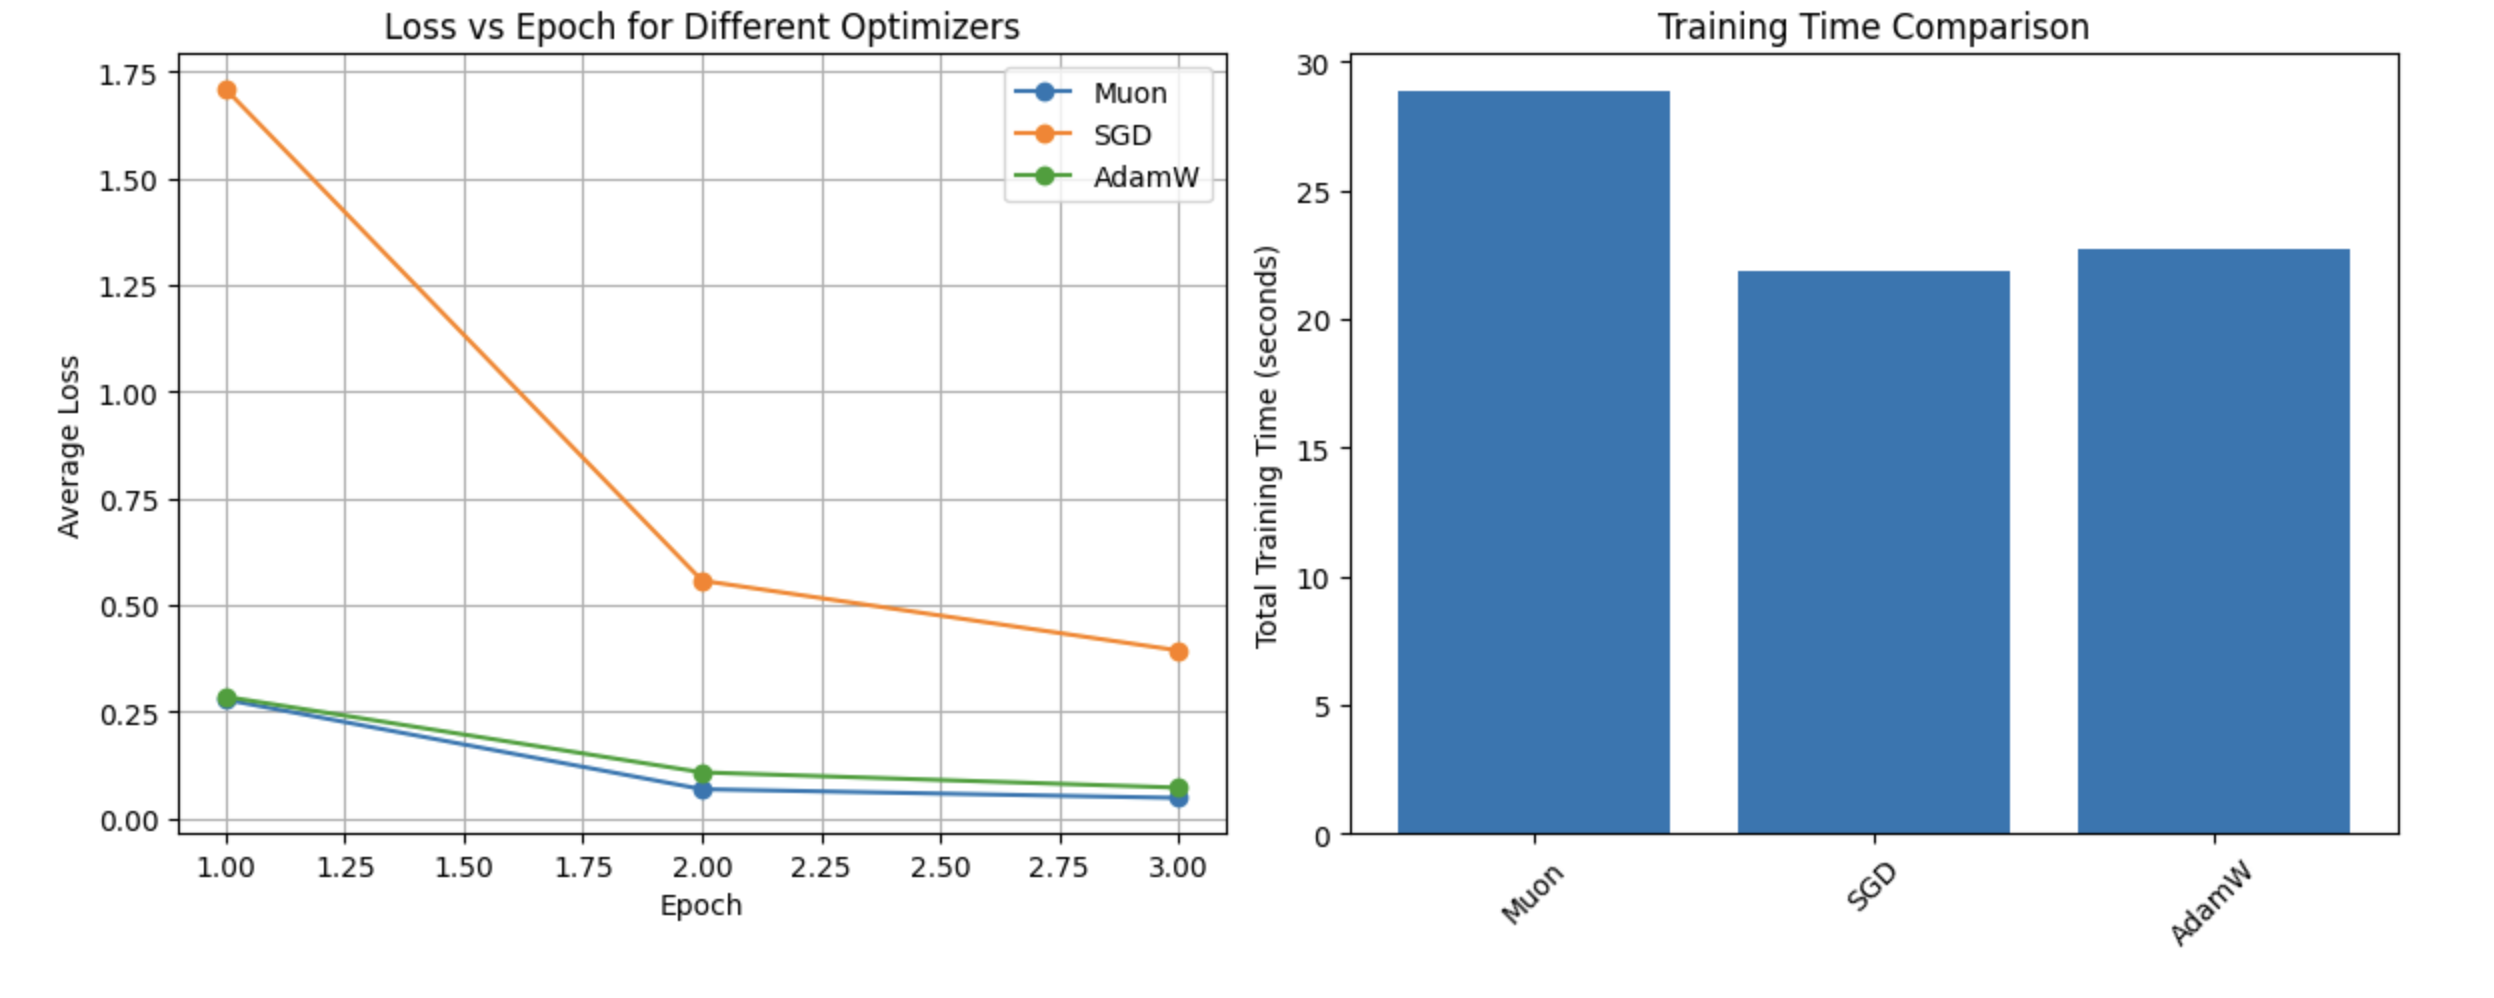 Loss vs Epoch for Different Optimizers
1.75
1.50
1.25
1.00
0.75
0.50
0.25
0.00
Average Loss
1.00 1.25 1.50 1.75 2.00 2.25 2.50 2.75 3.00
Epoch
Muon
SGD
AdamW
Training Time Comparison
30
25
20
15
10
5
0
Total Training Time (seconds)
Muon
SGD
AdamW